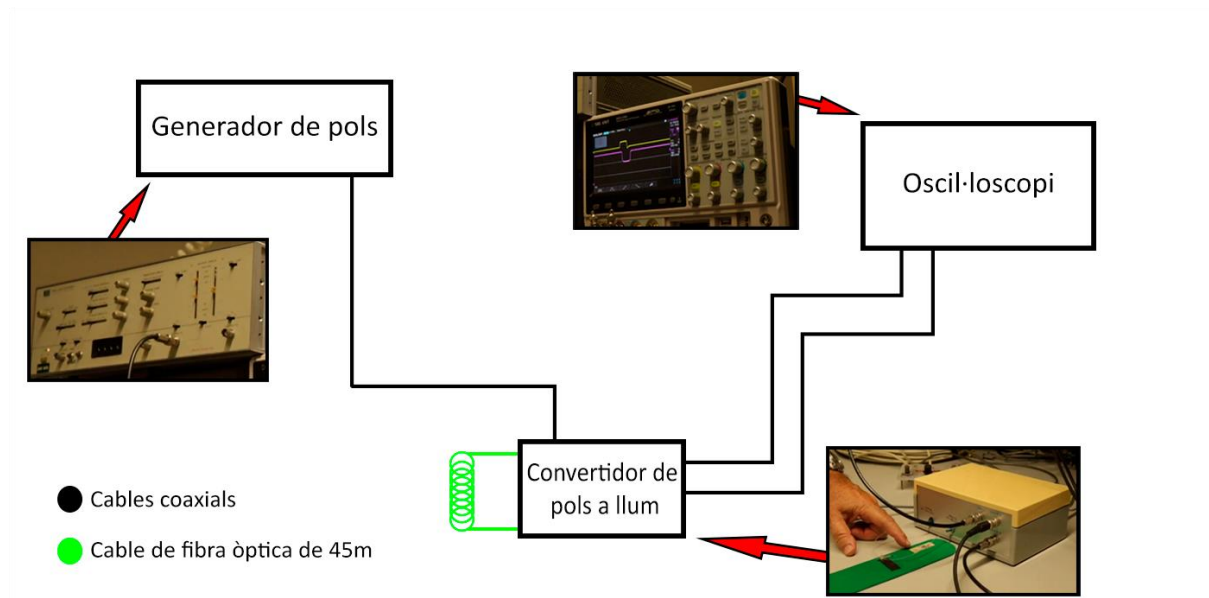 Generador de pols
Oscil·loscopi
Convertidor de
pols a llum
Cables coaxials
Cable de fibra òptica de 45m